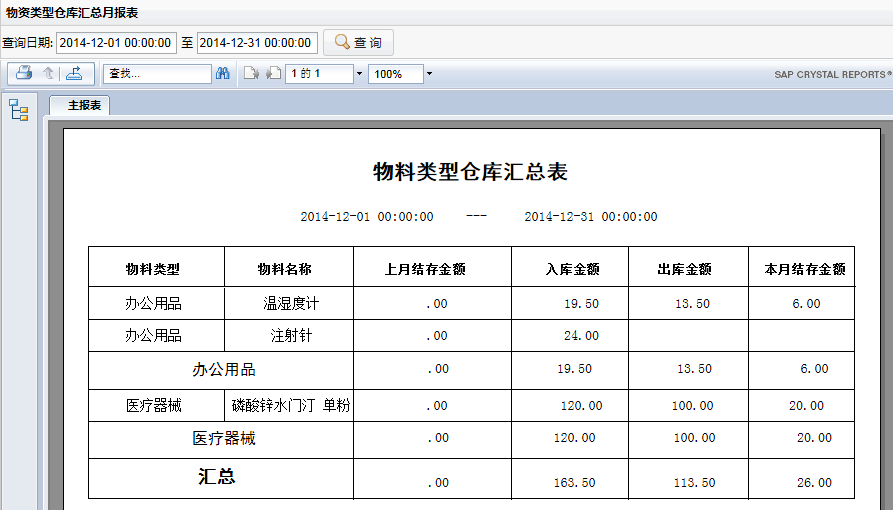 物资类型仓库汇总月报表
查询日期: 2014-12-01 00:00:00 至 2014-12-31 00:00:00 查 询
查找... 1 的 1 100% SAP CRYSTAL REPORTS®
主报表
物料类型仓库汇总表
2014-12-01 00:00:00 --- 2014-12-31 00:00:00
物料类型 物料名称 上月结存金额 入库金额 出库金额 本月结存金额
办公用品 温湿度计 .00 19.50 13.50 6.00
办公用品 注射针 .00 24.00
办公用品 .00 19.50 13.50 6.00
医疗器械 磷酸锌水门汀 单粉 .00 120.00 100.00 20.00
医疗器械 .00 120.00 100.00 20.00
汇总 .00 163.50 113.50 26.00